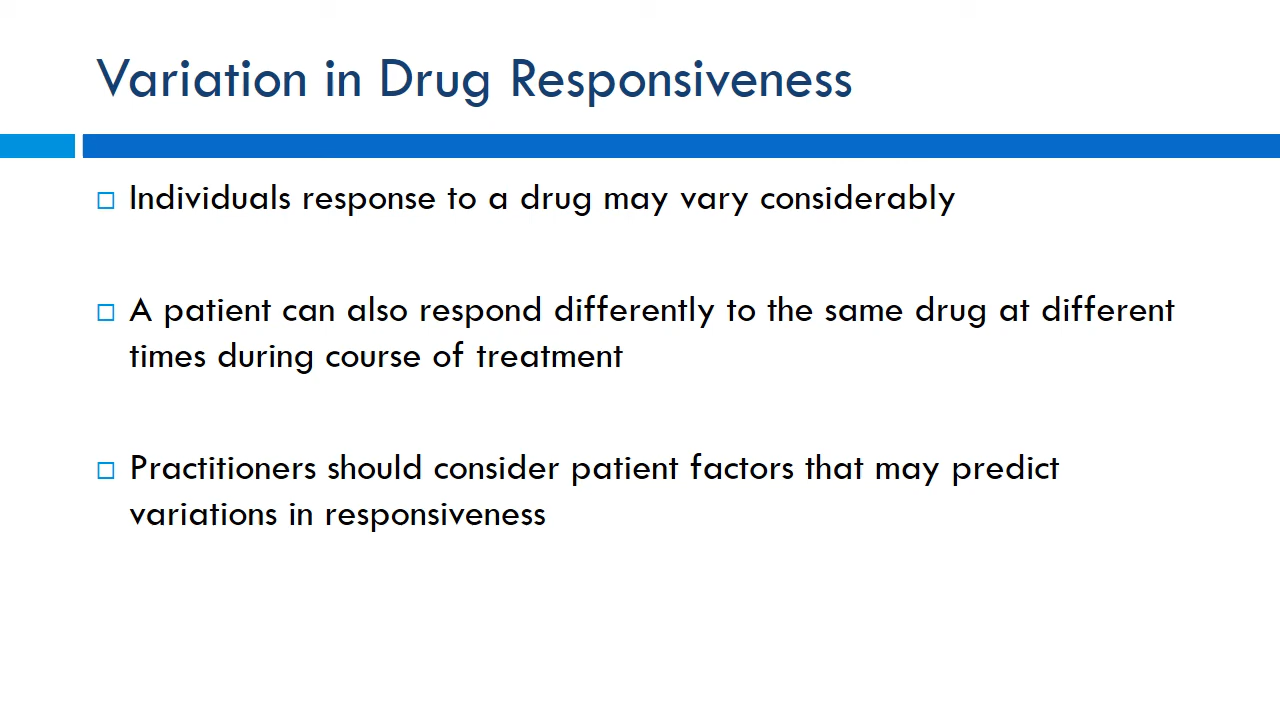 Variation in Drug Responsiveness
Individuals response to a drug may vary considerably
A patient can also respond differently to the same drug at different
times during course of treatment
Practitioners should consider patient factors that may predict
variations in responsiveness